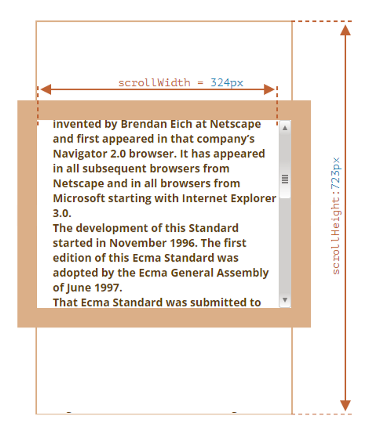 scrollWidth = 324px
invented by Brendan Eich at Netscape
and first appeared in that company's
Navigator 2.0 browser. It has appeared
in all subsequent browsers from
Netscape and in all browsers from
Microsoft starting with Internet Explorer
3.0.
The development of this Standard
started in November 1996. The first
edition of this Ecma Standard was
adopted by the Ecma General Assembly
of June 1997.
That Ecma Standard was submitted to
scrollHeight:723px